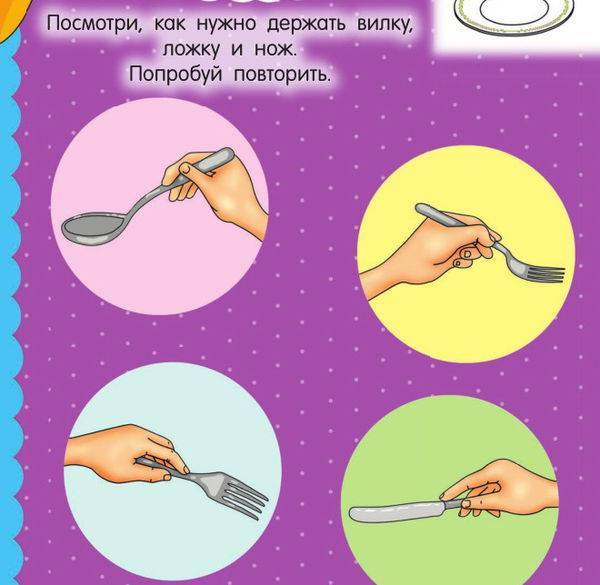 Посмотри, как нужно держать вилку,
ложку и нож.
Попробуй повторить.